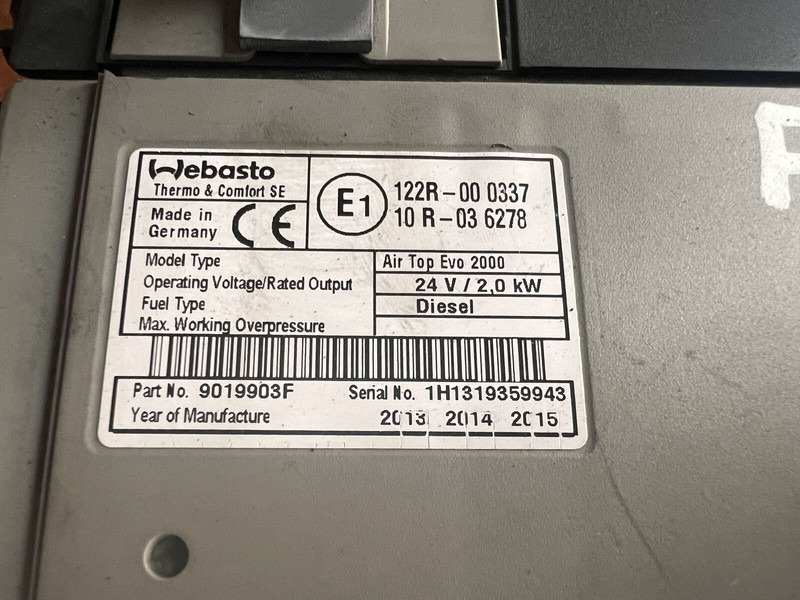 Webasto
Thermo & Comfort SE
Made in
Germany
CE
E1
122R-00 0337
10 R-03 6278
Model Type Air Top Evo 2000
Operating Voltage/Rated Output 24 V / 2,0 kW
Fuel Type Diesel
Max. Working Overpressure
Part No. 9019903F Serial No. 1H1319359943
Year of Manufacture 2013 2014 2015